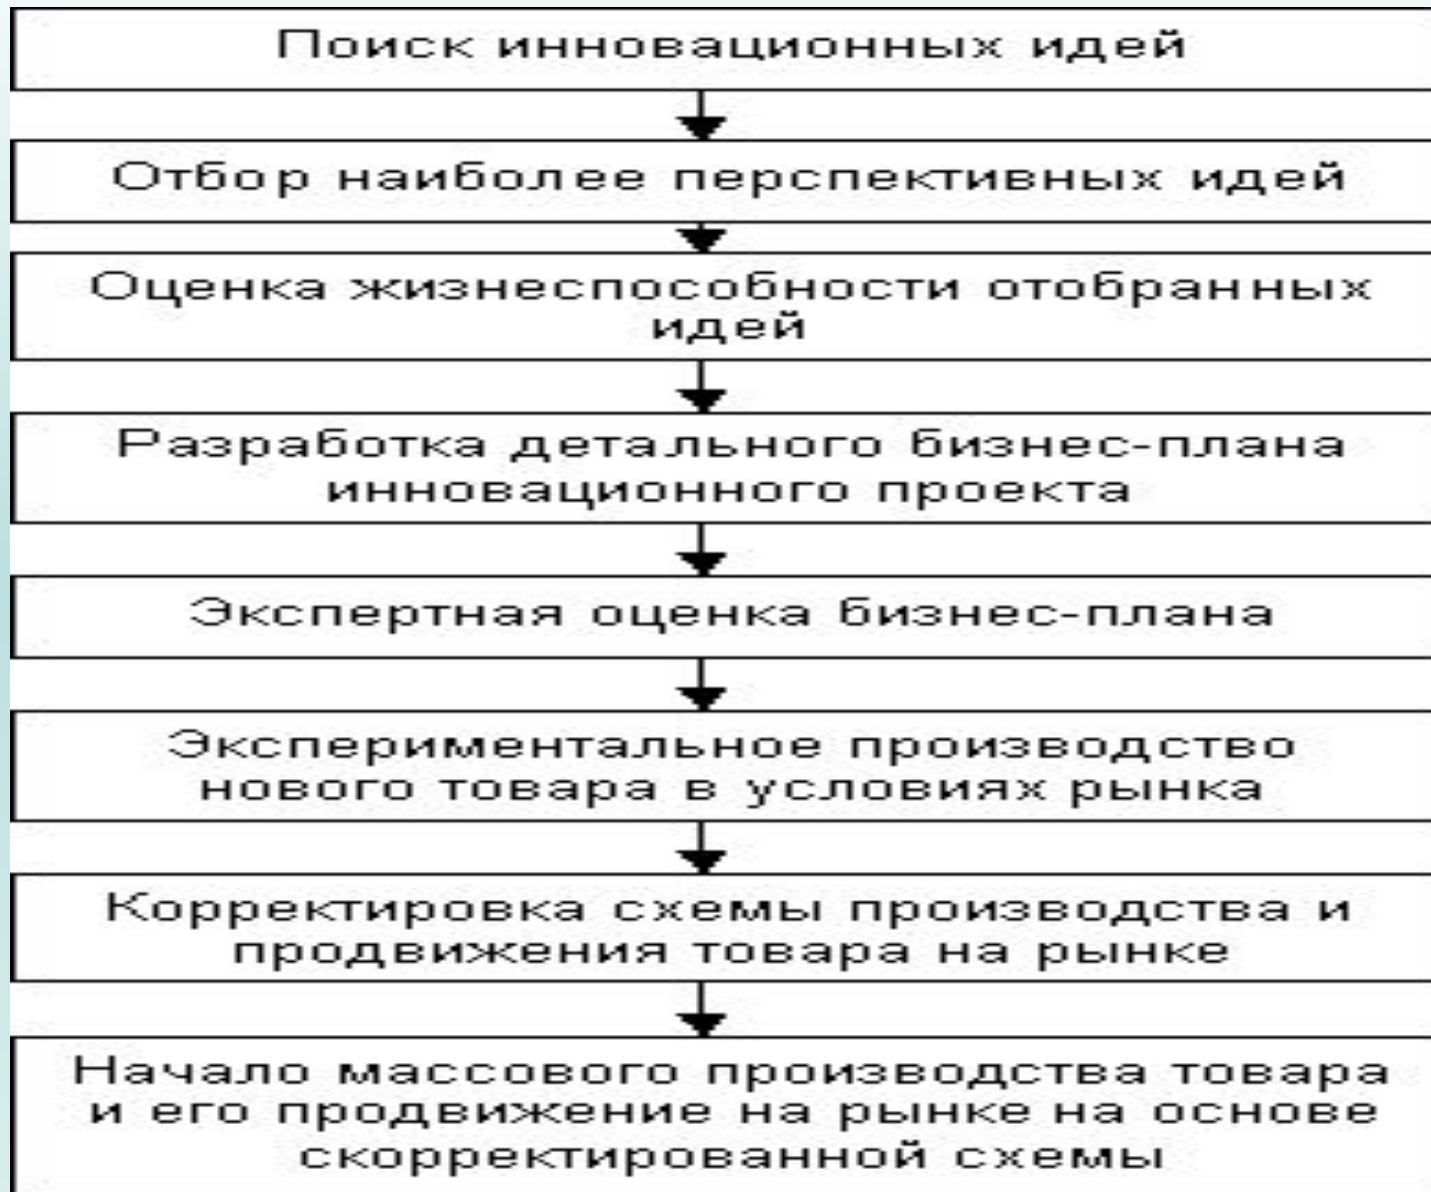 Поиск инновационных идей
Отбор наиболее перспективных идей
Оценка жизнеспособности отобранных
идей
Разработка детального бизнес-плана
инновационного проекта
Экспертная оценка бизнес-плана
Экспериментальное производство
нового товара в условиях рынка
Корректировка схемы производства и
продвижения товара на рынке
Начало массового производства товара
и его продвижение на рынке на основе
скорректированной схемы